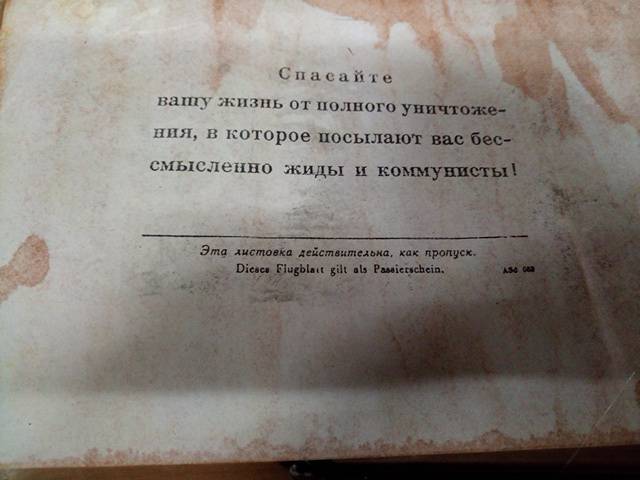 Спасайте
вашу жизнь от полного уничтоже-
ния, в которое посылают вас бес-
смысленно жиды и коммунисты!
Эта листовка действительна, как пропуск.
Dieses Flugblatt gilt als Passierschein.